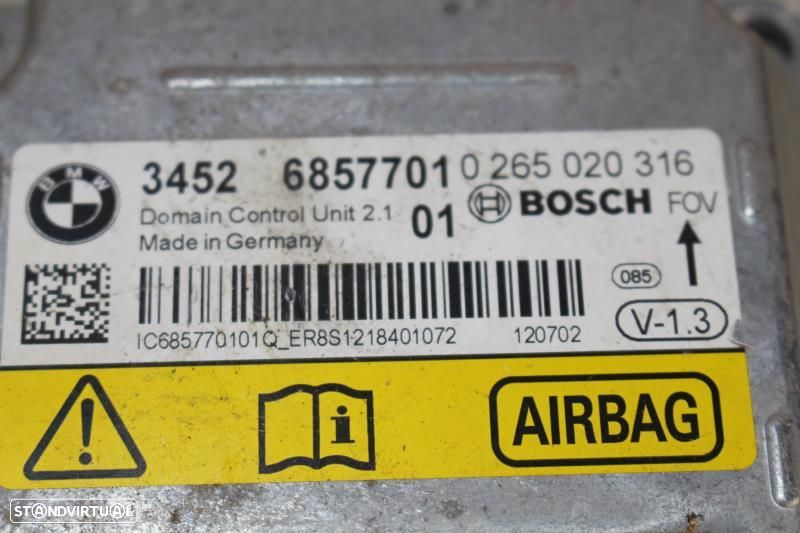 BMW
3452 6857701 0 265 020 316
Domain Control Unit 2.1 01 BOSCH FOV
Made in Germany
085
V-1.3
IC685770101Q_ER8S1218401072 120702
i
AIRBAG
STANDVIRTUAL